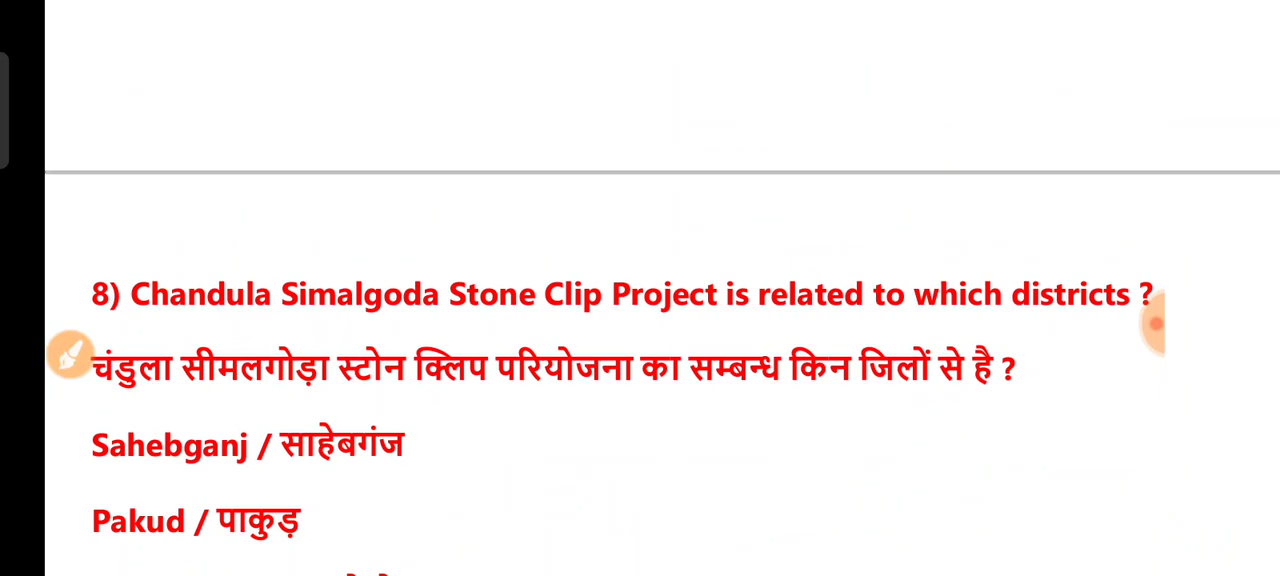 8) Chandula Simalgoda Stone Clip Project is related to which districts ?
चंडुला सीमलगोड़ा स्टोन क्लिप परियोजना का सम्बन्ध किन जिलों से है ?
Sahebganj / साहेबगंज
Pakud / पाकुड़